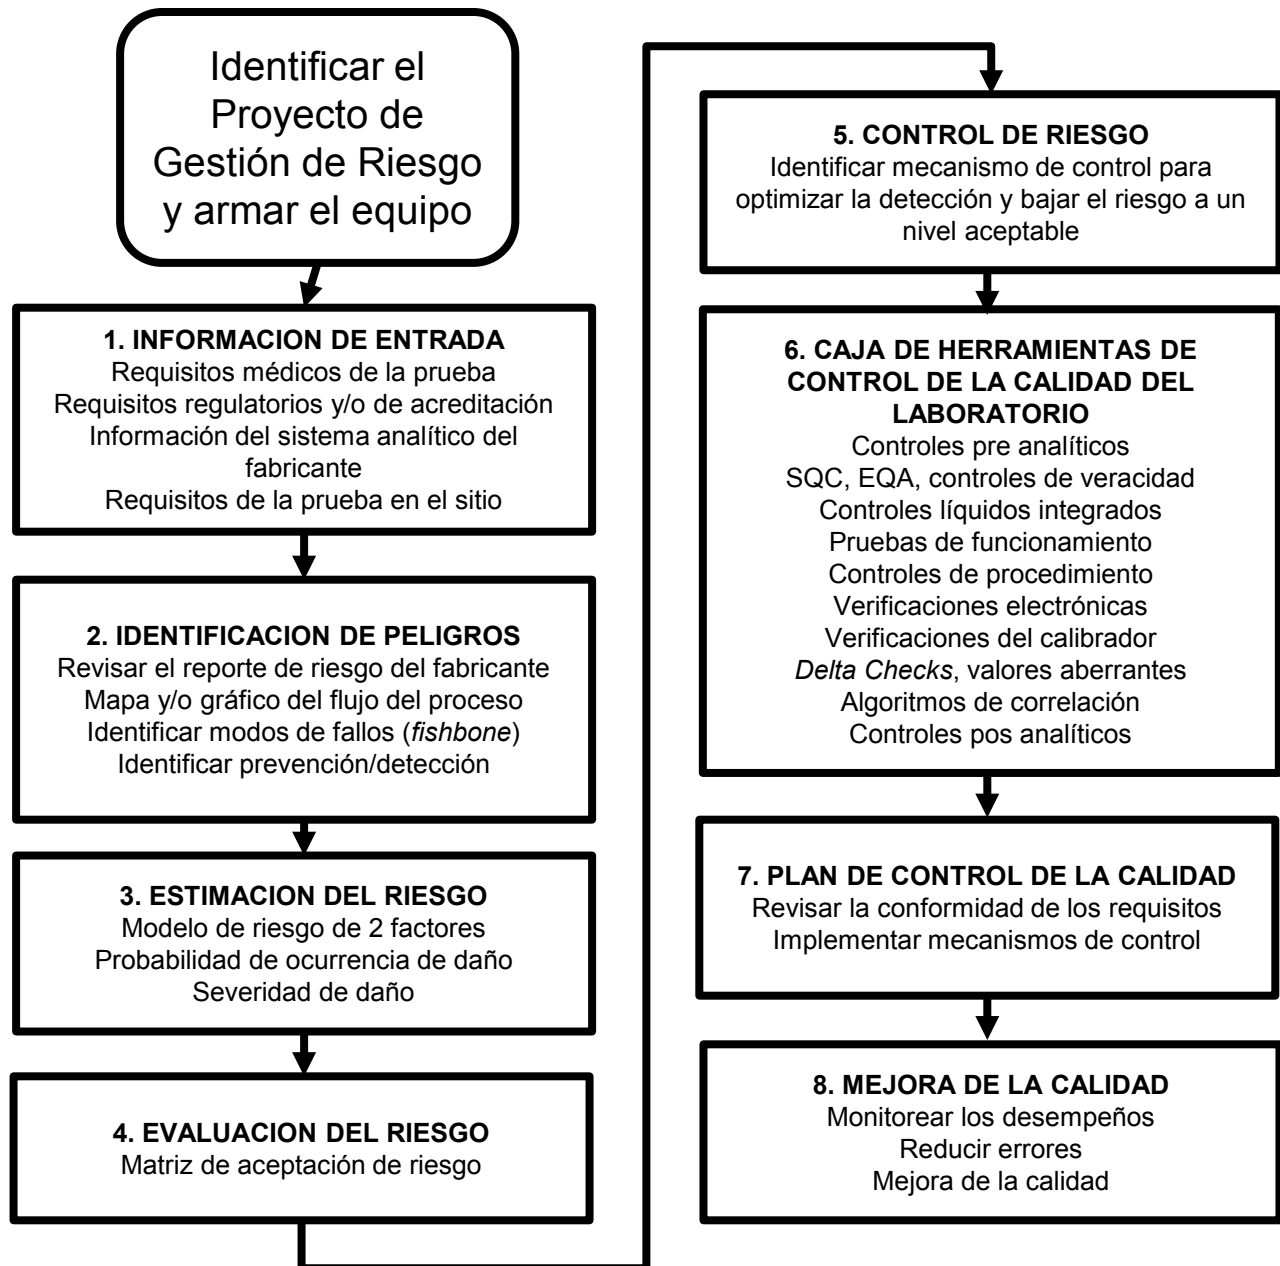 Identificar el
Proyecto de
Gestión de Riesgo
y armar el equipo
1. INFORMACION DE ENTRADA
Requisitos médicos de la prueba
Requisitos regulatorios y/o de acreditación
Información del sistema analítico del
fabricante
Requisitos de la prueba en el sitio
2. IDENTIFICACION DE PELIGROS
Revisar el reporte de riesgo del fabricante
Mapa y/o gráfico del flujo del proceso
Identificar modos de fallos (fishbone)
Identificar prevención/detección
3. ESTIMACION DEL RIESGO
Modelo de riesgo de 2 factores
Probabilidad de ocurrencia de daño
Severidad de daño
4. EVALUACION DEL RIESGO
Matriz de aceptación de riesgo
5. CONTROL DE RIESGO
Identificar mecanismo de control para
optimizar la detección y bajar el riesgo a un
nivel aceptable
6. CAJA DE HERRAMIENTAS DE
CONTROL DE LA CALIDAD DEL
LABORATORIO
Controles pre analíticos
SQC, EQA, controles de veracidad
Controles líquidos integrados
Pruebas de funcionamiento
Controles de procedimiento
Verificaciones electrónicas
Verificaciones del calibrador
Delta Checks, valores aberrantes
Algoritmos de correlación
Controles pos analíticos
7. PLAN DE CONTROL DE LA CALIDAD
Revisar la conformidad de los requisitos
Implementar mecanismos de control
8. MEJORA DE LA CALIDAD
Monitorear los desempeños
Reducir errores
Mejora de la calidad